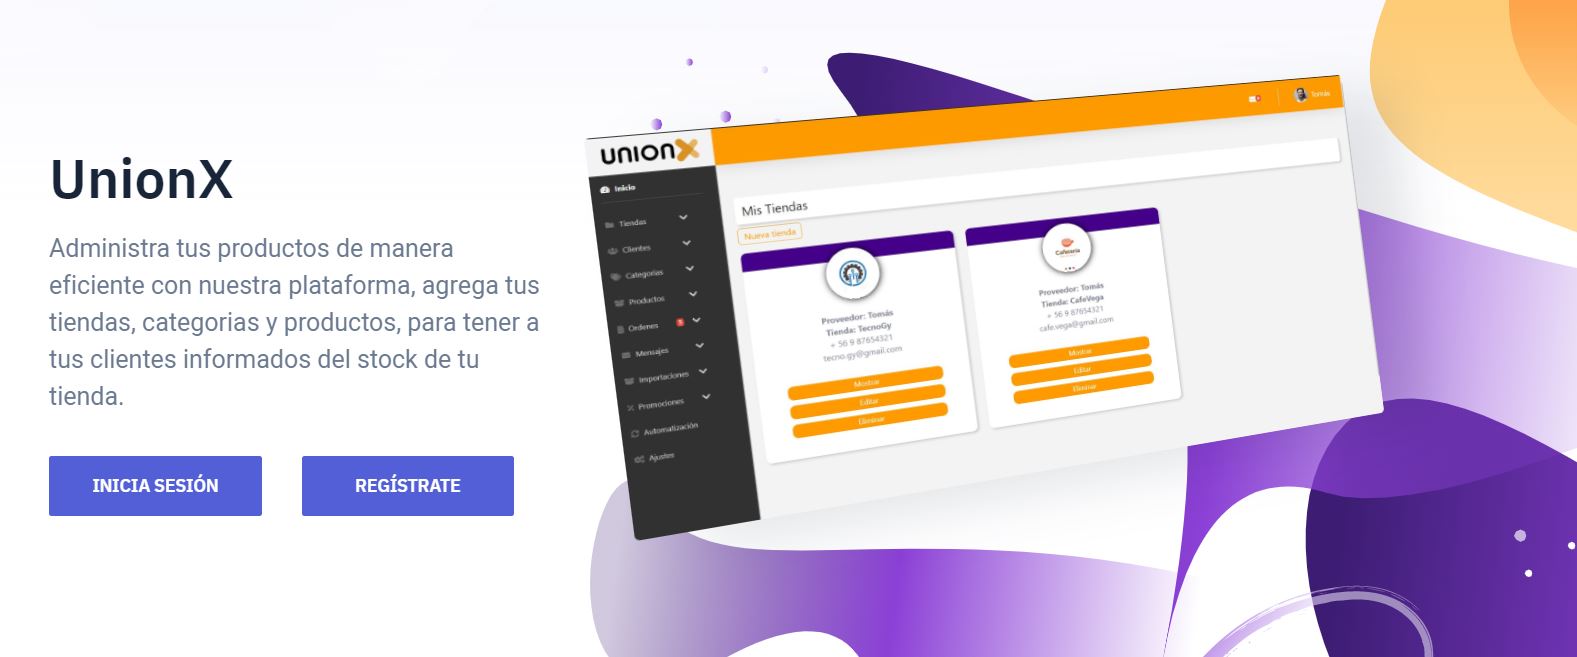 UnionX
Administra tus productos de manera
eficiente con nuestra plataforma, agrega tus
tiendas, categorias y productos, para tener a
tus clientes informados del stock de tu
tienda.
INICIA SESIÓN
REGÍSTRATE
UNIONX
Tomás
Inicio
Tiendas
Clientes
Categorias
Productos
Ordenes
Mensajes
Importaciones
Promociones
Automatización
Ajustes
Mis Tiendas
Nueva tienda
Proveedor: Tomás
Tienda: TecnoGy
+ 56 9 87654321
tecno.gy@gmail.com
Mostrar
Editar
Eliminar
Cafetería
Proveedor: Tomás
Tienda: CafeVega
+ 56 9 87654321
cafe.vega@gmail.com
Mostrar
Editar
Eliminar